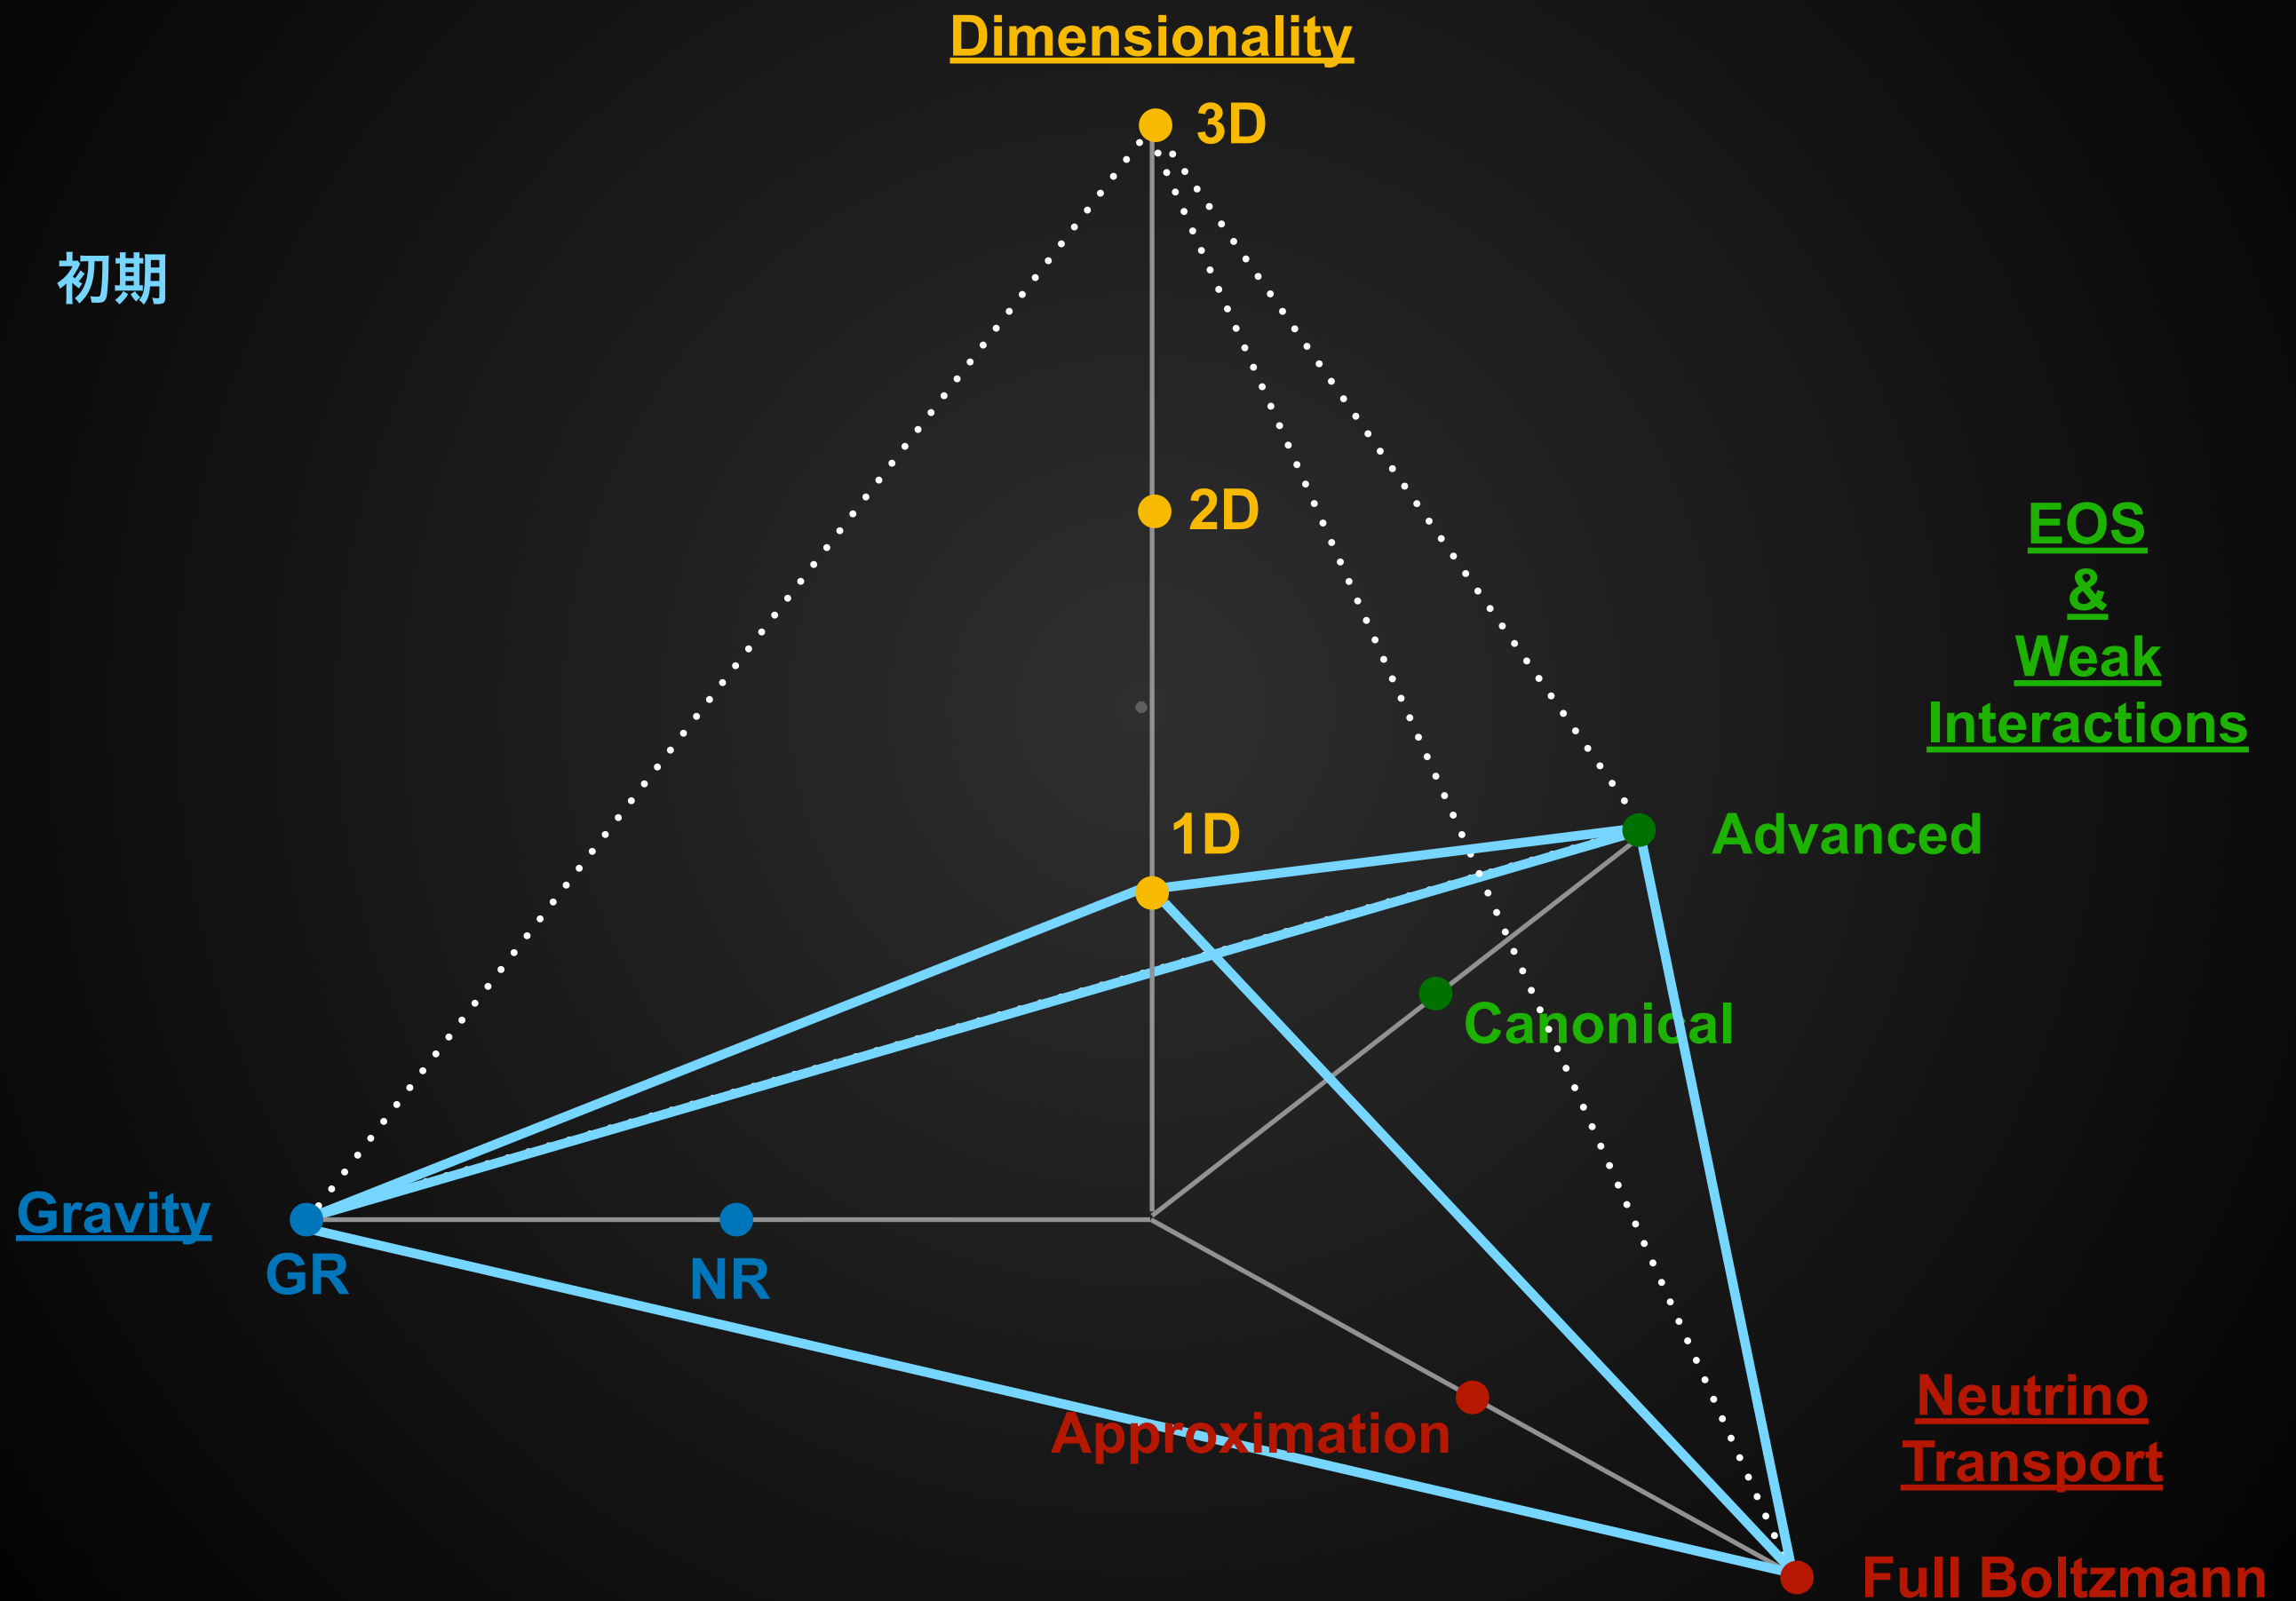 Dimensionality
3D
初期
2D
EOS
&
Weak
Interactions
1D
Advanced
Canonical
Gravity
GR
NR
Approximation
Neutrino
Transport
Full Boltzmann